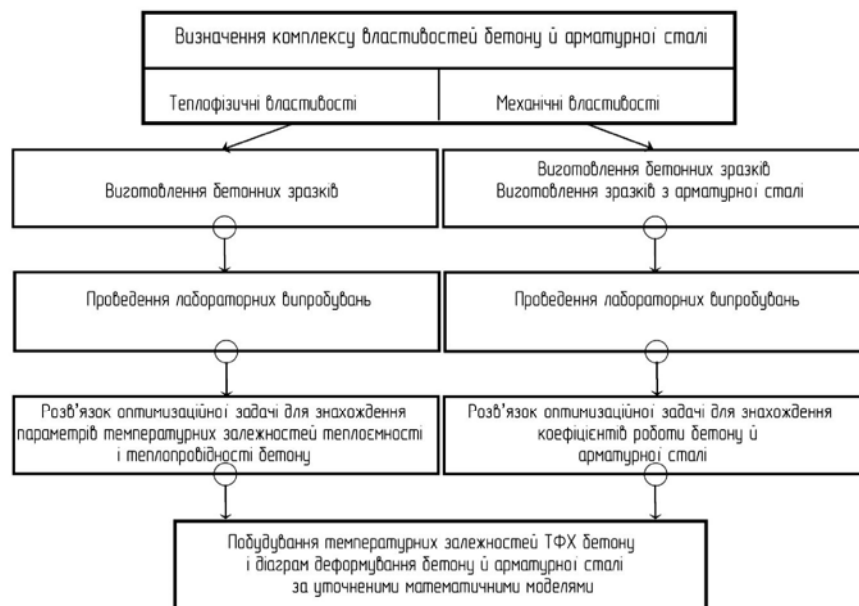 Визначення комплексу властивостей бетону й арматурної сталі
Теплофізичні властивості
Механічні властивості
Виготовлення бетонних зразків
Виготовлення бетонних зразків
Виготовлення зразків з арматурної сталі
Проведення лабораторних випробувань
Проведення лабораторних випробувань
Розв'язок оптимизаційної задачі для знаходження
параметрів температурних залежностей теплоємності
і теплопровідності бетону
Розв'язок оптимизаційної задачі для знаходження
коефіцієнтів роботи бетону й
арматурної сталі
Побудування температурних залежностей ТФХ бетону
і діаграм деформування бетону й арматурної сталі
за уточненими математичними моделями